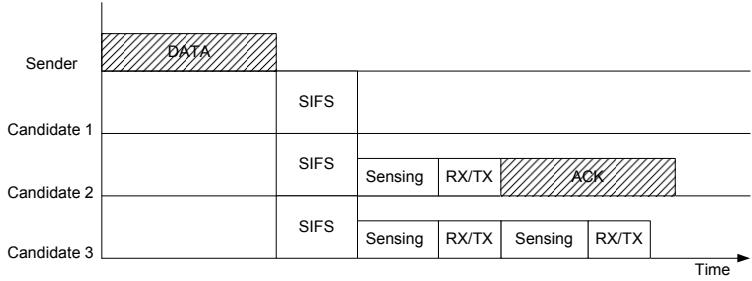 DATA
Sender
SIFS
Candidate 1
SIFS
Sensing RX/TX ACK
Candidate 2
SIFS
Sensing RX/TX Sensing RX/TX
Candidate 3
Time